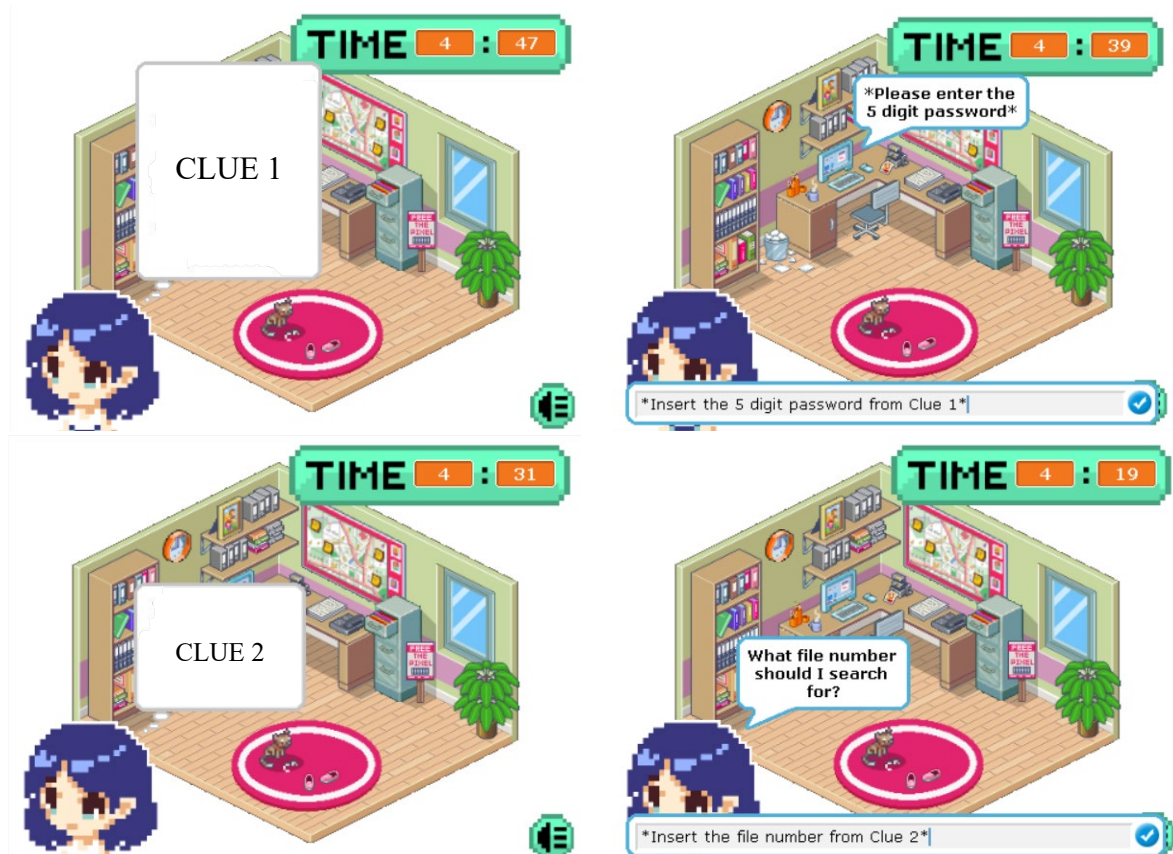 TIME 4 : 47
CLUE 1
FREE
THE
PIXEL
TIME 4 : 39
*Please enter the
5 digit password*
FREE
THE
PIXEL
*Insert the 5 digit password from Clue 1*
TIME 4 : 31
CLUE 2
FREE
THE
PIXEL
TIME 4 : 19
What file number
should I search
for?
FREE
THE
PIXEL
*Insert the file number from Clue 2*